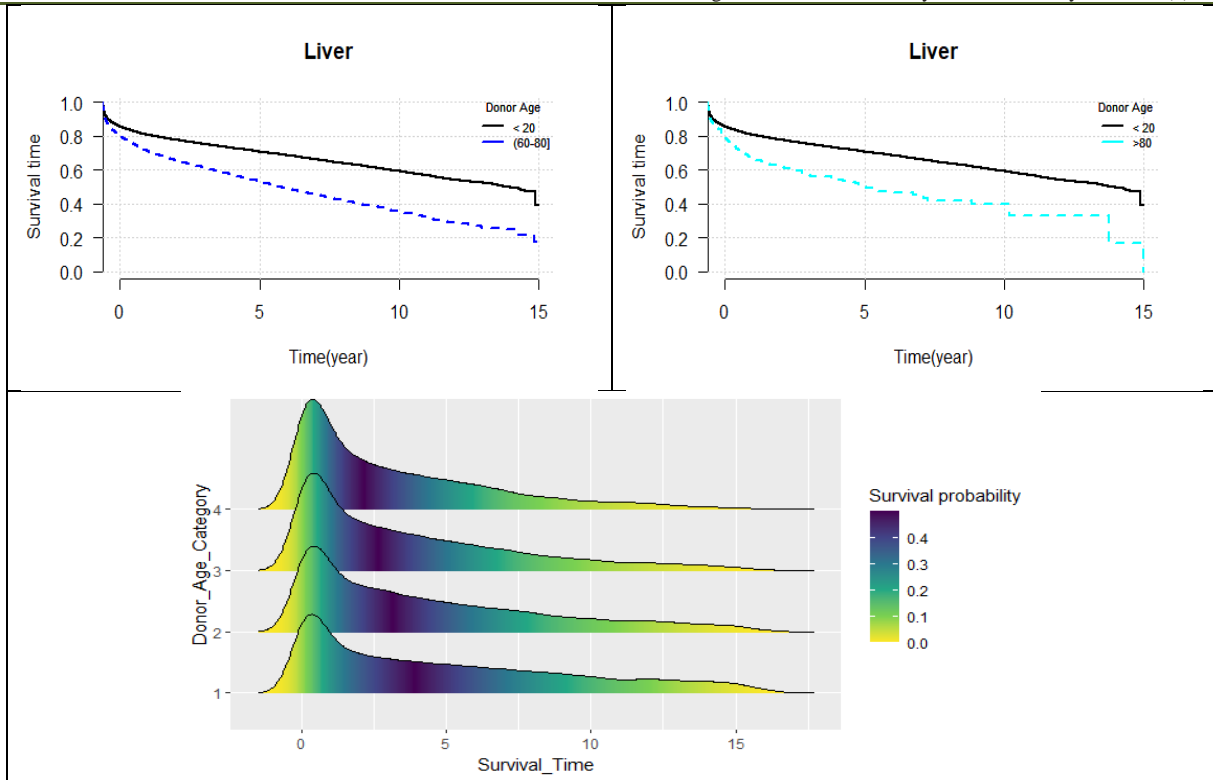 Liver
Survival time
1.0
0.8
0.6
0.4
0.2
0.0
Donor Age
< 20
(60-80]
0 5 10 15
Time(year)
Liver
Survival time
1.0
0.8
0.6
0.4
0.2
0.0
Donor Age
< 20
>80
0 5 10 15
Time(year)
Donor_Age_Category
4
3
2
1
0 5 10 15
Survival_Time
Survival probability
0.4
0.3
0.2
0.1
0.0